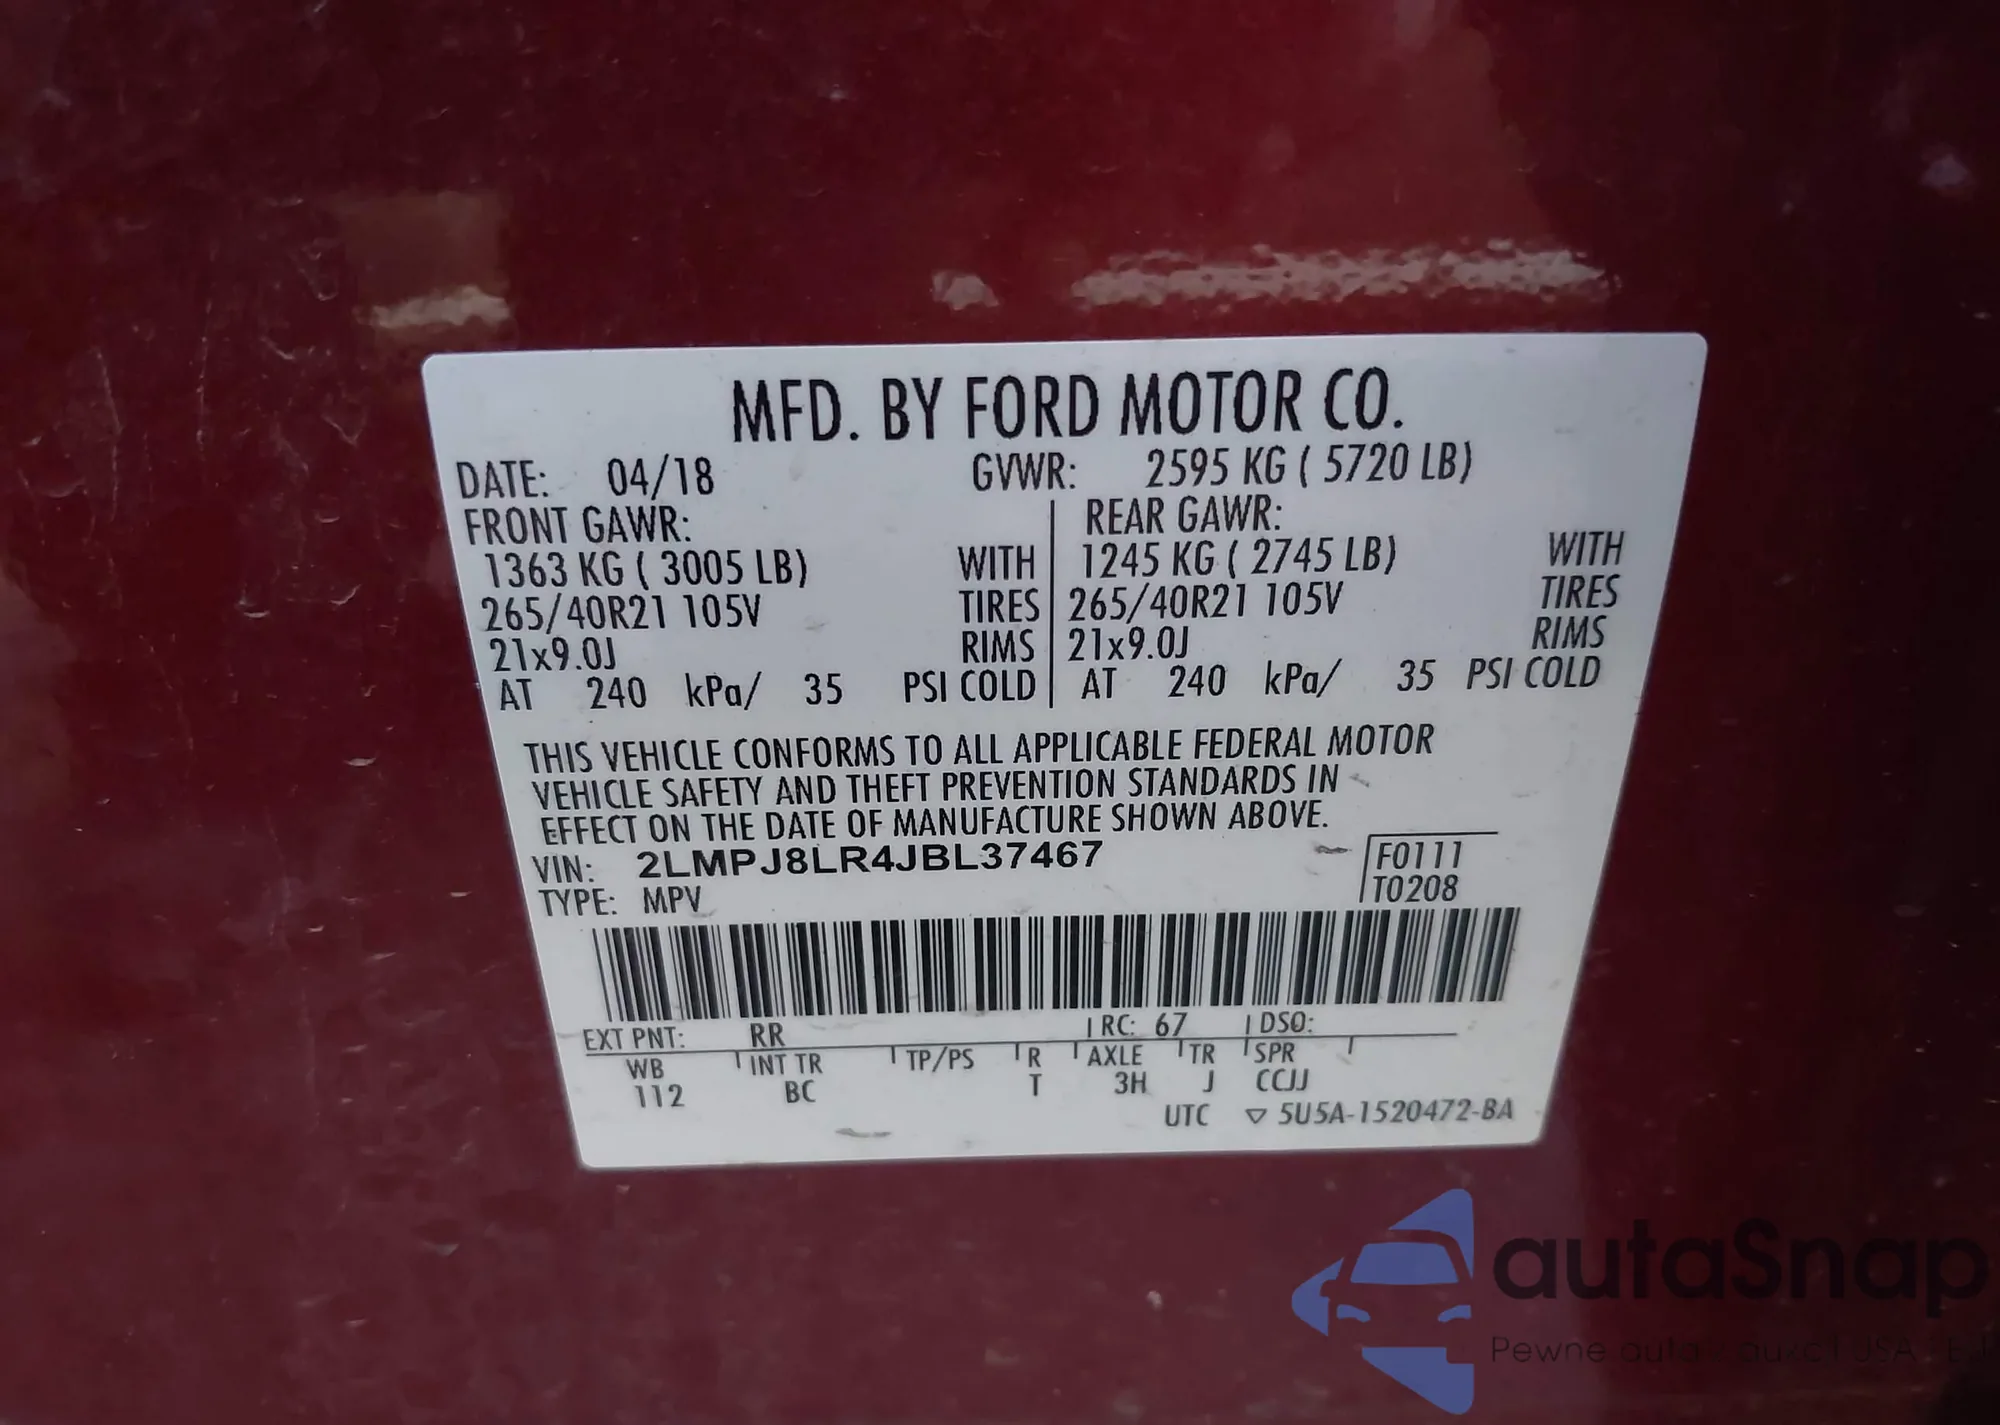 MFD. BY FORD MOTOR CO.
DATE: 04/18 GVWR: 2595 KG ( 5720 LB)
FRONT GAWR: REAR GAWR:
1363 KG ( 3005 LB) WITH 1245 KG ( 2745 LB) WITH
265/40R21 105V TIRES 265/40R21 105V TIRES
21x9.0J RIMS 21x9.0J RIMS
AT 240 kPa/ 35 PSI COLD AT 240 kPa/ 35 PSI COLD
THIS VEHICLE CONFORMS TO ALL APPLICABLE FEDERAL MOTOR
VEHICLE SAFETY AND THEFT PREVENTION STANDARDS IN
EFFECT ON THE DATE OF MANUFACTURE SHOWN ABOVE.
VIN: 2LMPJ8LR4JBL37467 F0111
TYPE: MPV T0208
EXT PNT: RR RC: 67 DSO:
WB INT TR TP/PS R AXLE TR SPR
112 BC T 3H J CCJJ
UTC ▽ 5U5A-1520472-BA
autaSnap
Pewne auta z aukcji USA